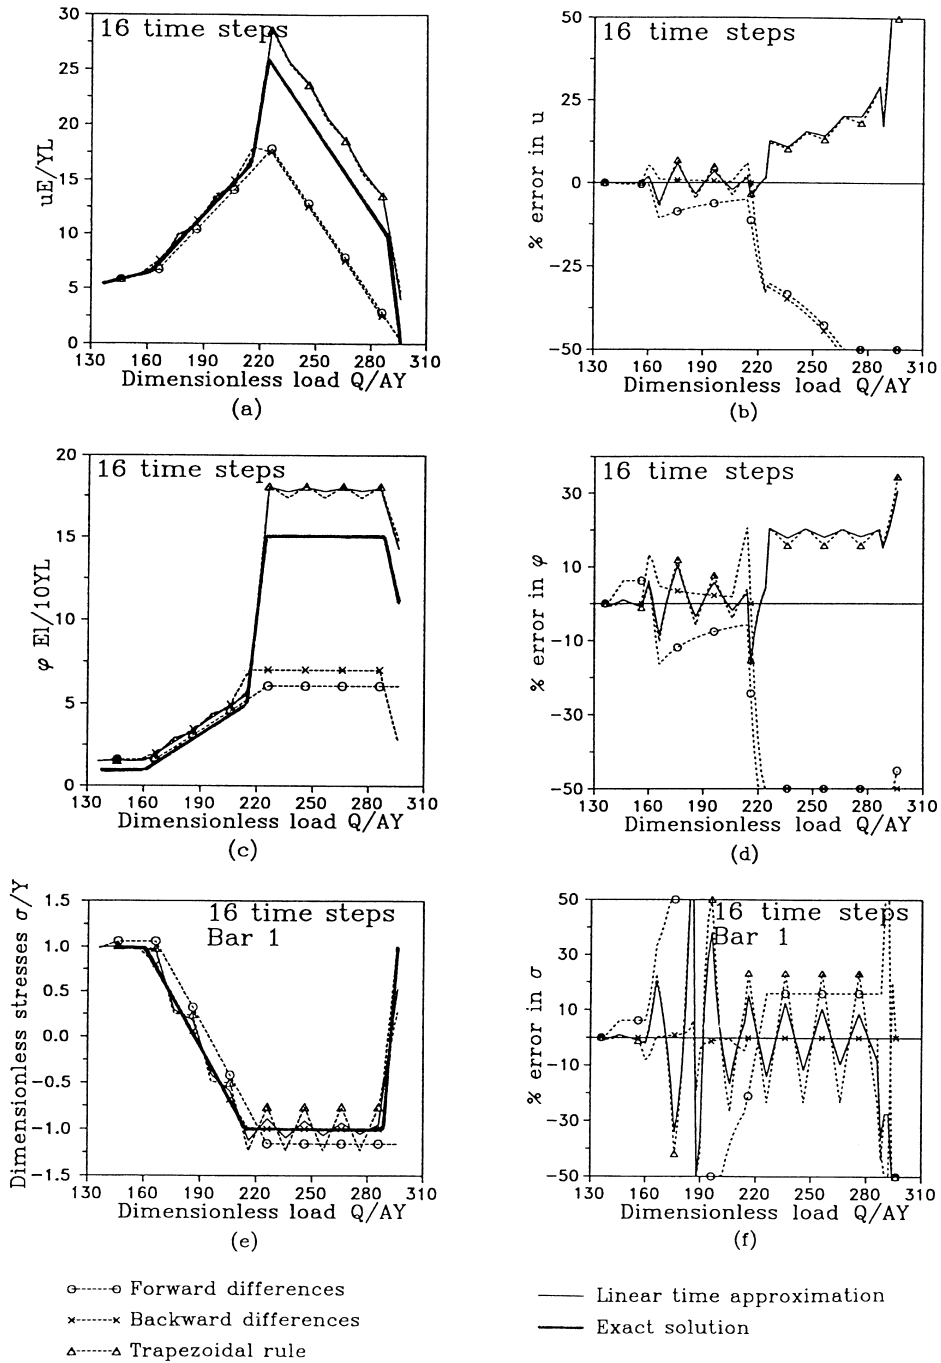 16 time steps
uE/YL
30
25
20
15
10
5
0
130 160 190 220 250 280 310
Dimensionless load Q/AY
(a)
16 time steps
% error in u
50
25
0
-25
-50
130 160 190 220 250 280 310
Dimensionless load Q/AY
(b)
16 time steps
φ El/10YL
20
15
10
5
0
130 160 190 220 250 280 310
Dimensionless load Q/AY
(c)
16 time steps
% error in φ
30
10
-10
-30
-50
130 160 190 220 250 280 310
Dimensionless load Q/AY
(d)
16 time steps
Bar 1
Dimensionless stresses σ/Y
1.5
1.0
0.5
0.0
-0.5
-1.0
-1.5
130 160 190 220 250 280 310
Dimensionless load Q/AY
(e)
16 time steps
Bar 1
% error in σ
50
30
10
-10
-30
-50
130 160 190 220 250 280 310
Dimensionless load Q/AY
(f)
Forward differences
Backward differences
Trapezoidal rule
Linear time approximation
Exact solution